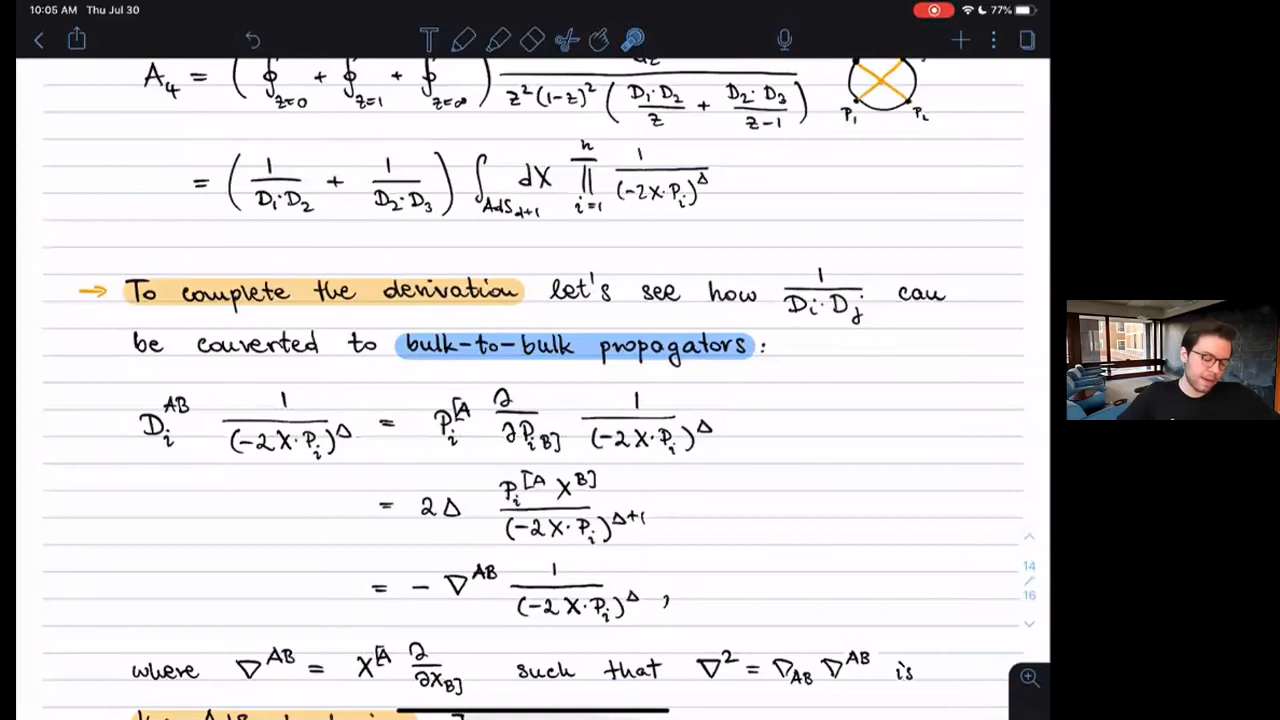 10:05 AM Thu Jul 30
77%
A₄ = ( ∮_{z=0} + ∮_{z=1} + ∮_{z=∞} ) dz / ( z²(1-z)² ( D₁·D₂/z + D₂·D₃/(z-1) ) )
P₁ P₂
= ( 1/(D₁·D₂) + 1/(D₂·D₃) ) ∫_{AdS_{d+1}} dX ∏_{i=1}^{n} 1/(-2X·P_i)^Δ
→ To complete the derivation let's see how 1/(D_i·D_j) can
be converted to bulk-to-bulk propagators:
D_i^{AB} 1/(-2X·P_i)^Δ = P_i^{[A} ∂/∂P_{iB]} 1/(-2X·P_i)^Δ
= 2Δ P_i^{[A} X^{B]} / (-2X·P_i)^{Δ+1}
= - ∇^{AB} 1/(-2X·P_i)^Δ ,
where ∇^{AB} = X^{[A} ∂/∂X_{B]} such that ∇² = ∇_{AB} ∇^{AB} is
14
/
16